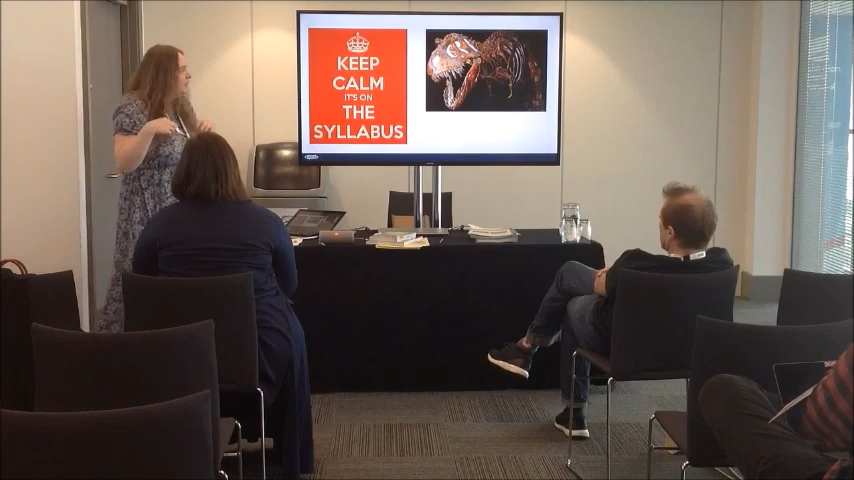 KEEP
CALM
IT'S ON
THE
SYLLABUS